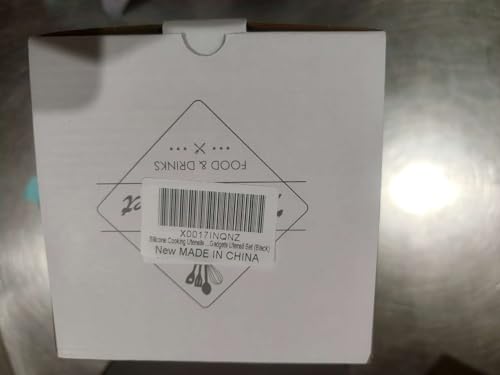 FOOD & DRINKS
X0017INQNZ
Silicone Cooking Utensils ...Gadgets Utensil Set (Black)
New MADE IN CHINA